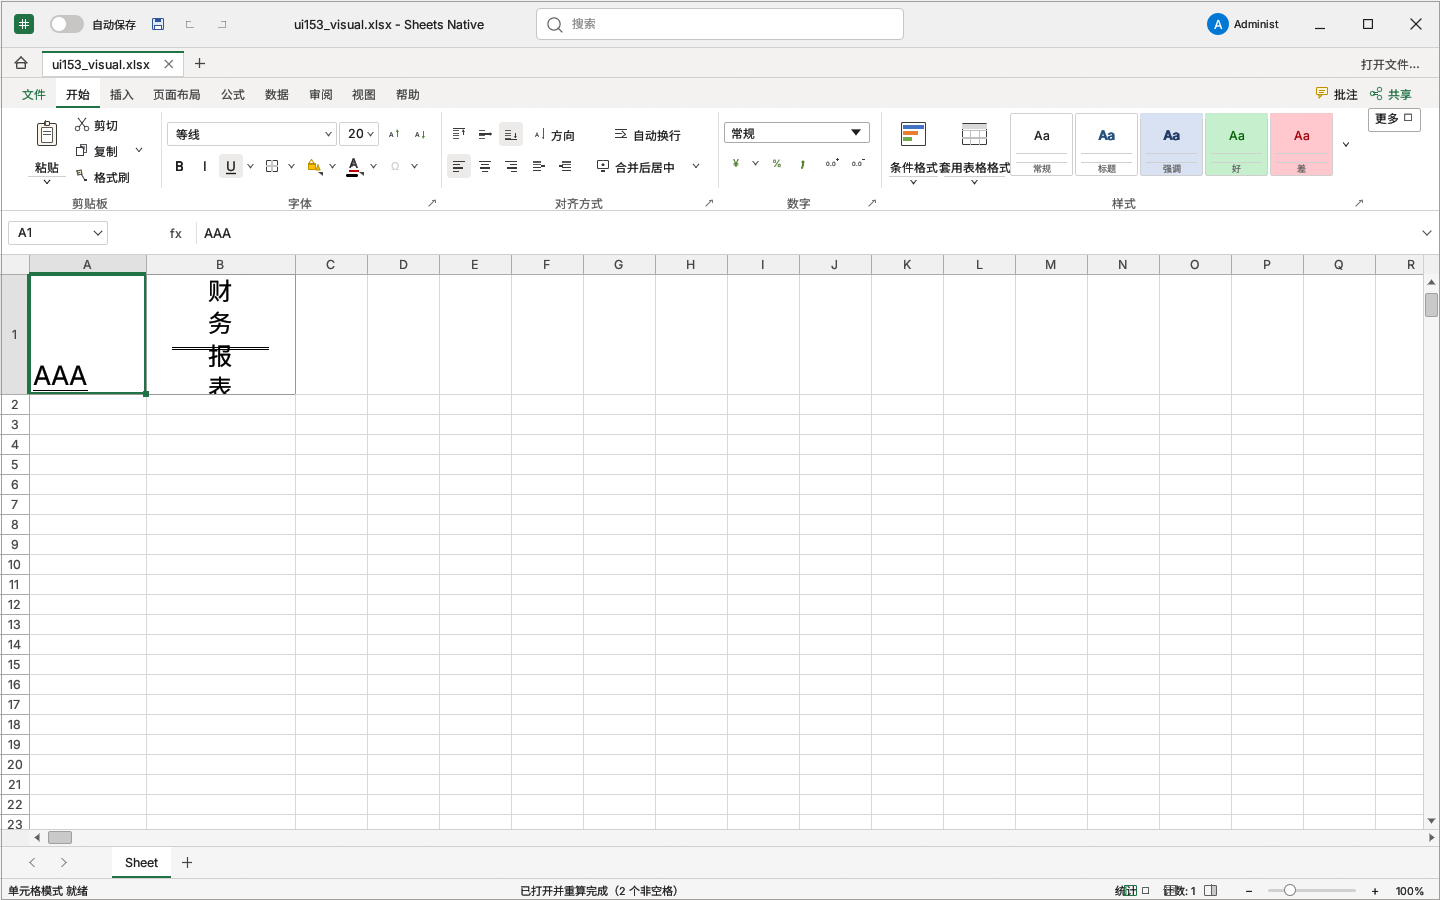 自动保存
ui153_visual.xlsx - Sheets Native
搜索
A
Administ
ui153_visual.xlsx
打开文件...
文件 开始 插入 页面布局 公式 数据 审阅 视图 帮助
批注 共享
粘贴
剪切
复制
格式刷
剪贴板
等线
20
A A
B I U
A
Ω
字体
方向
自动换行
合并后居中
对齐方式
常规
¥ % ,
0.0 0.0
数字
条件格式
套用表格格式
Aa
常规
Aa
标题
Aa
强调
Aa
好
Aa
差
样式
更多
A1
fx
AAA
A B C D E F G H I J K L M N O P Q R
1
AAA
财
务
报
表
2
3
4
5
6
7
8
9
10
11
12
13
14
15
16
17
18
19
20
21
22
23
Sheet
单元格模式 就绪
已打开并重算完成（2 个非空格）
计数: 1
100%